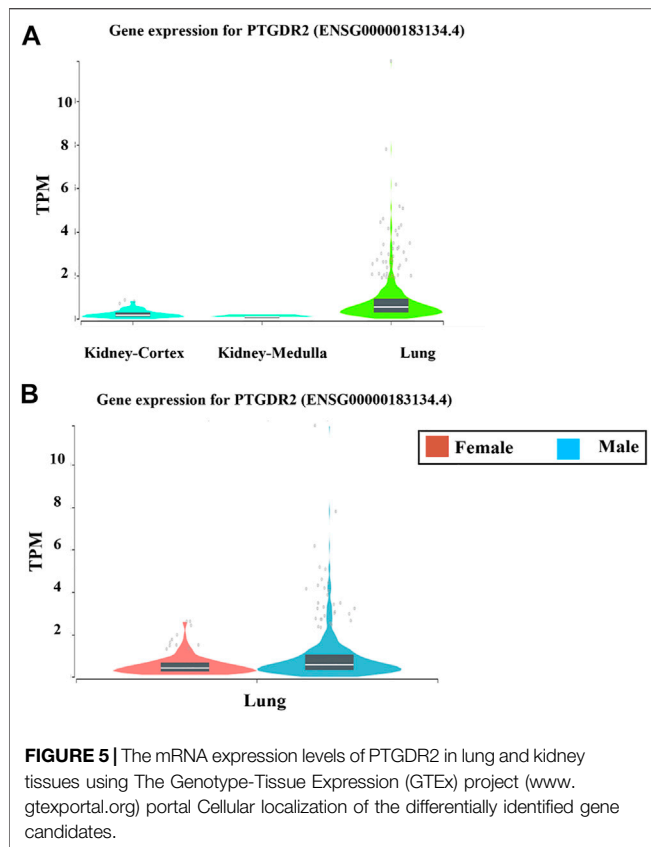 A
Gene expression for PTGDR2 (ENSG00000183134.4)
TPM
10
8
6
4
2
Kidney-Cortex Kidney-Medulla Lung
B
Gene expression for PTGDR2 (ENSG00000183134.4)
Female Male
TPM
10
8
6
4
2
Lung
FIGURE 5 | The mRNA expression levels of PTGDR2 in lung and kidney
tissues using The Genotype-Tissue Expression (GTEx) project (www.
gtexportal.org) portal Cellular localization of the differentially identified gene
candidates.